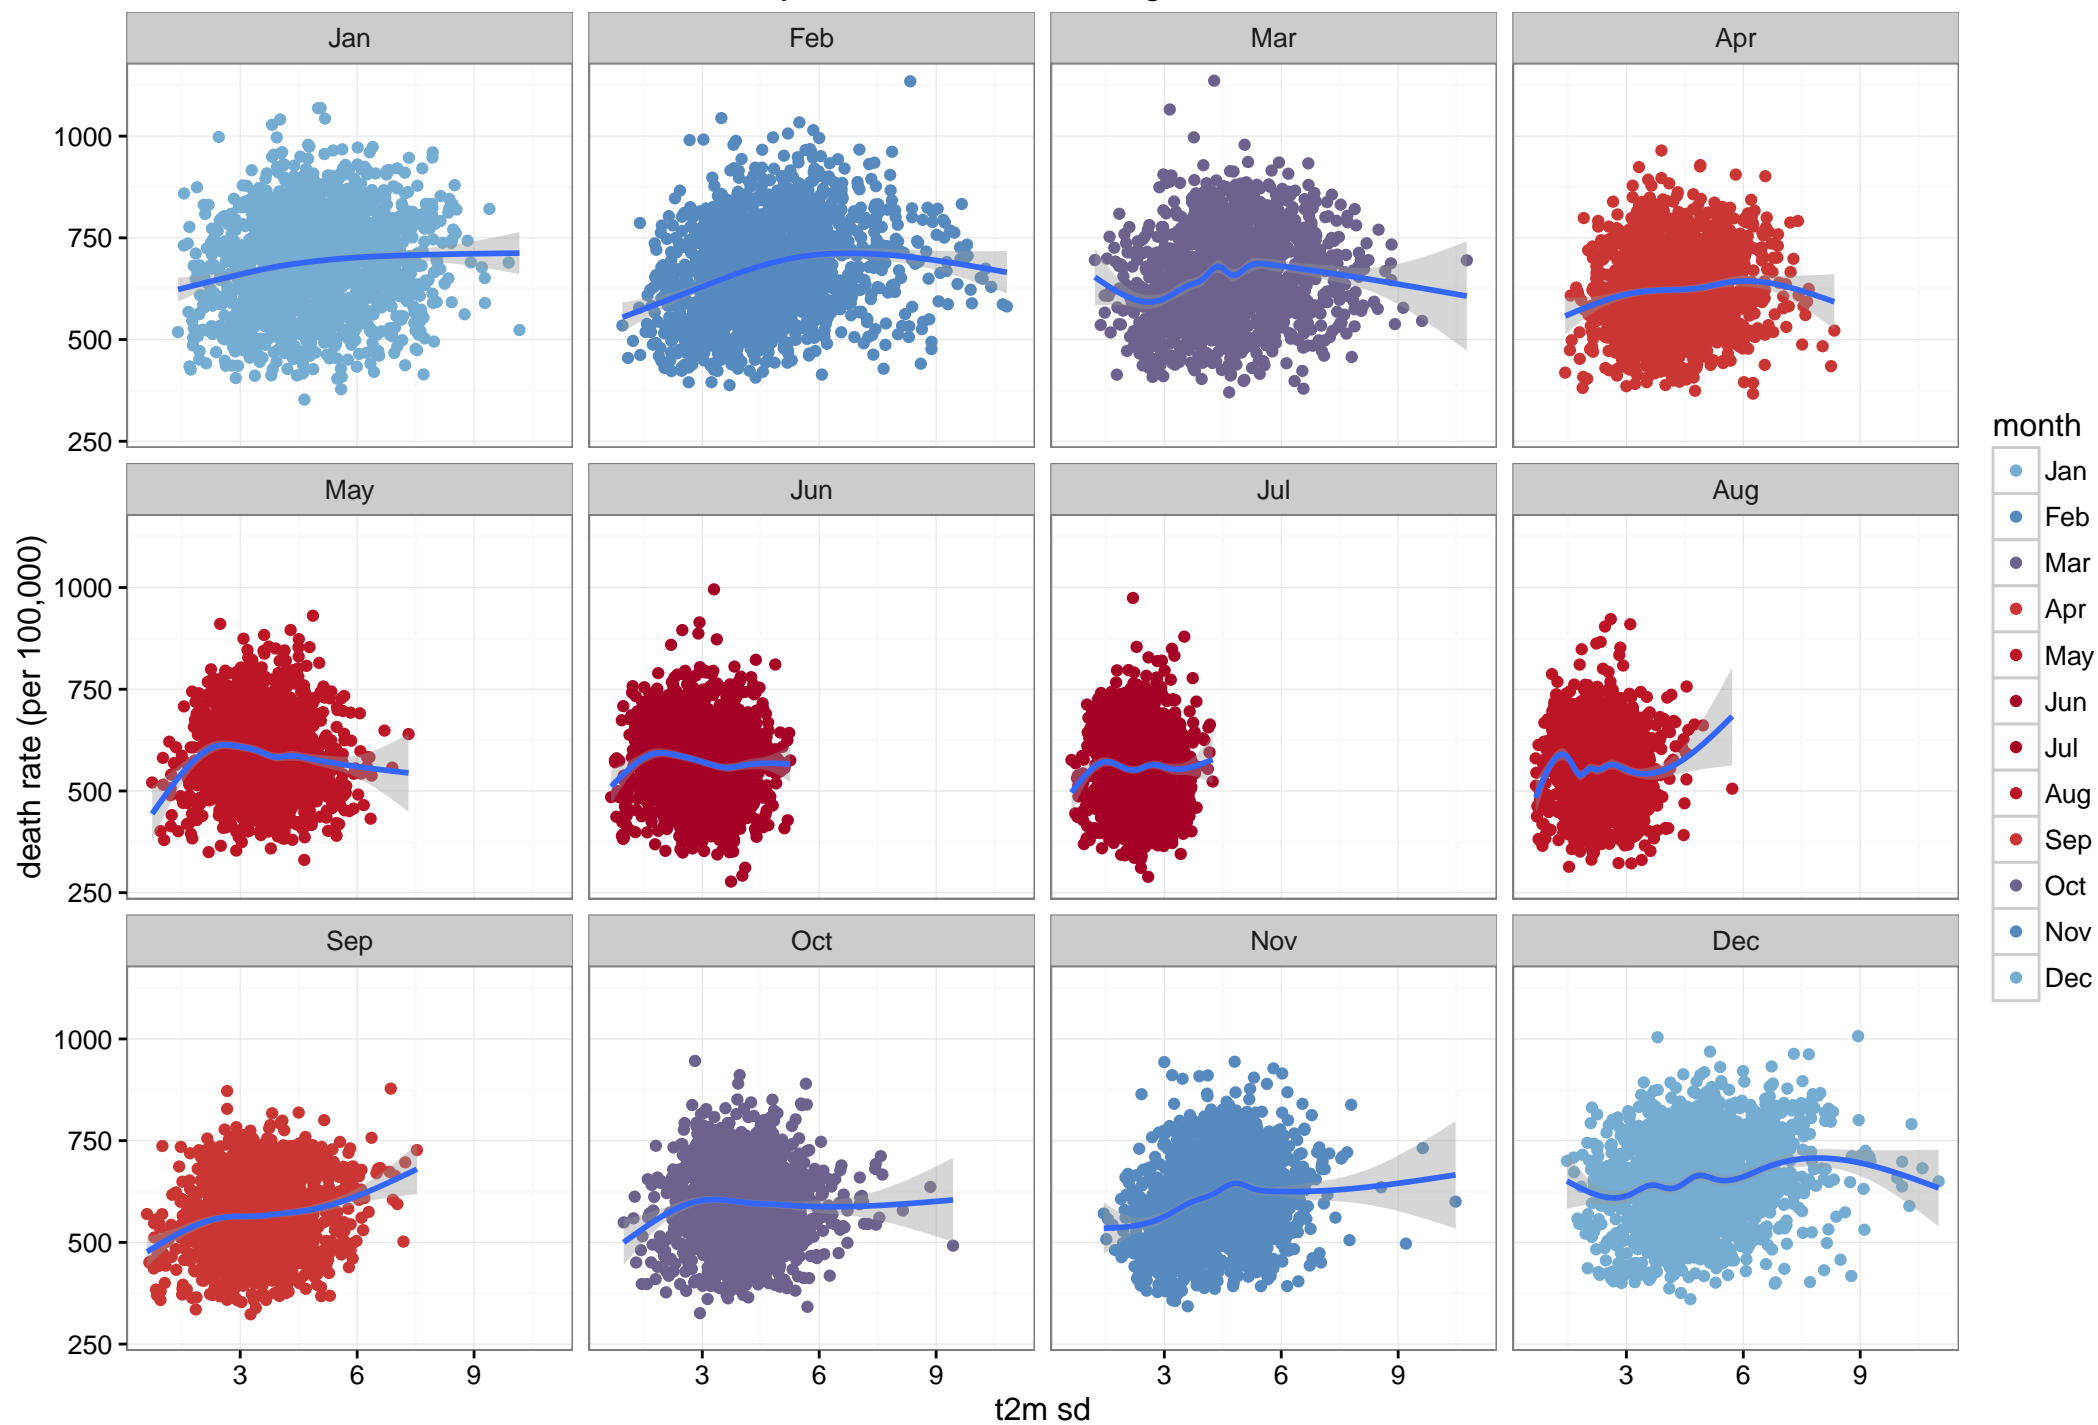 Jan Feb Mar Apr
1000
750
500
250
May Jun Jul Aug
1000
750
500
250
Sep Oct Nov Dec
1000
750
500
250
3 6 9 3 6 9 3 6 9 3 6 9
t2m sd
death rate (per 100,000)
month
Jan
Feb
Mar
Apr
May
Jun
Jul
Aug
Sep
Oct
Nov
Dec